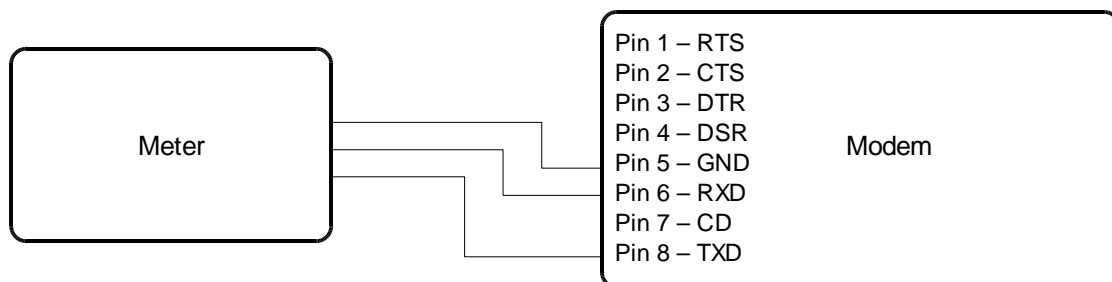 Meter
Pin 1 – RTS
Pin 2 – CTS
Pin 3 – DTR
Pin 4 – DSR
Pin 5 – GND
Pin 6 – RXD
Pin 7 – CD
Pin 8 – TXD
Modem